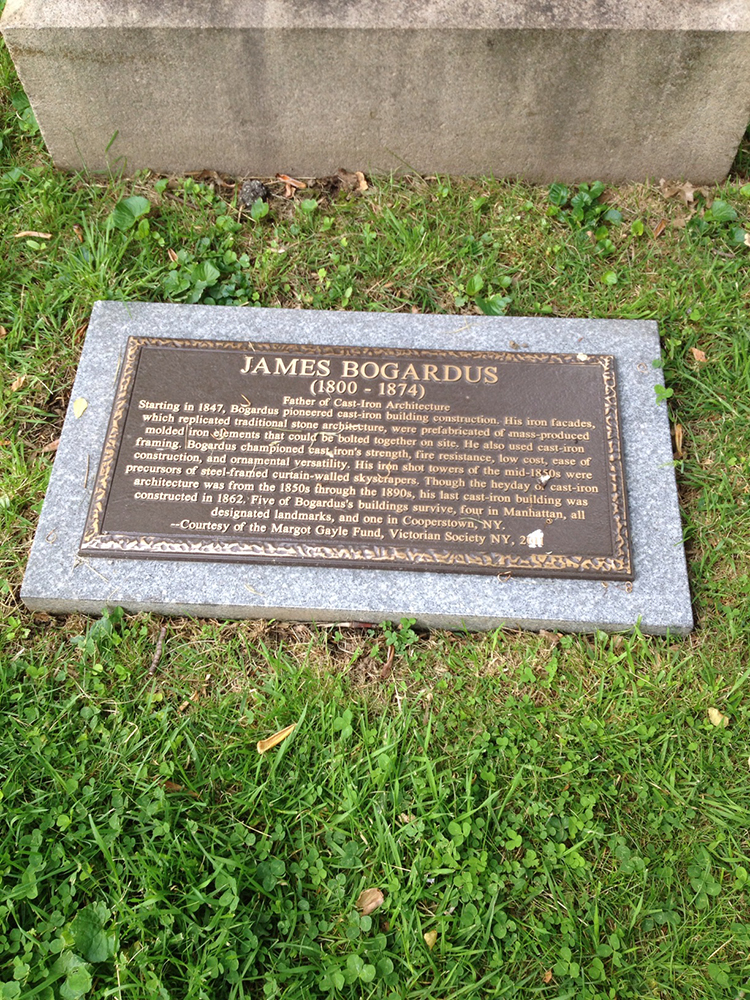 JAMES BOGARDUS
(1800 - 1874)
Father of Cast-Iron Architecture
Starting in 1847, Bogardus pioneered cast-iron building construction. His iron facades,
which replicated traditional stone architecture, were prefabricated of mass-produced
molded iron elements that could be bolted together on site. He also used cast-iron
framing. Bogardus championed cast iron's strength, fire resistance, low cost, ease of
construction, and ornamental versatility. His iron shot towers of the mid-1850s were
precursors of steel-framed curtain-walled skyscrapers. Though the heyday of cast-iron
architecture was from the 1850s through the 1890s, his last cast-iron building was
constructed in 1862. Five of Bogardus's buildings survive, four in Manhattan, all
designated landmarks, and one in Cooperstown, NY.
--Courtesy of the Margot Gayle Fund, Victorian Society NY,